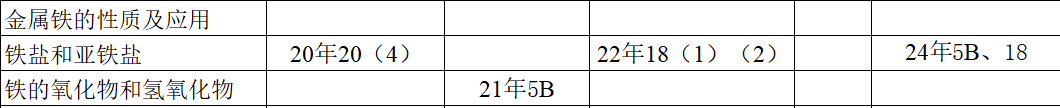 金属铁的性质及应用
铁盐和亚铁盐 20年20（4） 22年18（1）（2） 24年5B、18
铁的氧化物和氢氧化物 21年5B